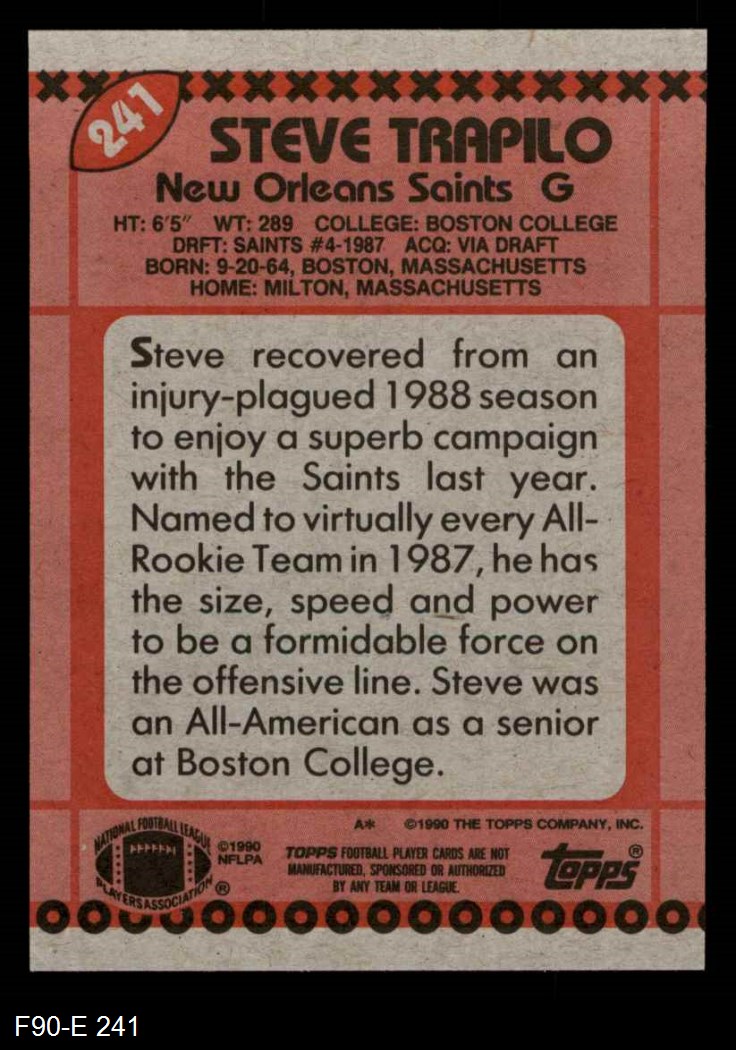 241
STEVE TRAPILO
New Orleans Saints G
HT: 6'5" WT: 289 COLLEGE: BOSTON COLLEGE
DRFT: SAINTS #4-1987 ACQ: VIA DRAFT
BORN: 9-20-64, BOSTON, MASSACHUSETTS
HOME: MILTON, MASSACHUSETTS
Steve recovered from an
injury-plagued 1988 season
to enjoy a superb campaign
with the Saints last year.
Named to virtually every All-
Rookie Team in 1987, he has
the size, speed and power
to be a formidable force on
the offensive line. Steve was
an All-American as a senior
at Boston College.
A* ©1990 THE TOPPS COMPANY, INC.
NATIONAL FOOTBALL LEAGUE
PLAYERS ASSOCIATION ®
©1990
NFLPA
TOPPS FOOTBALL PLAYER CARDS ARE NOT
MANUFACTURED, SPONSORED OR AUTHORIZED
BY ANY TEAM OR LEAGUE.
topps®
F90-E 241